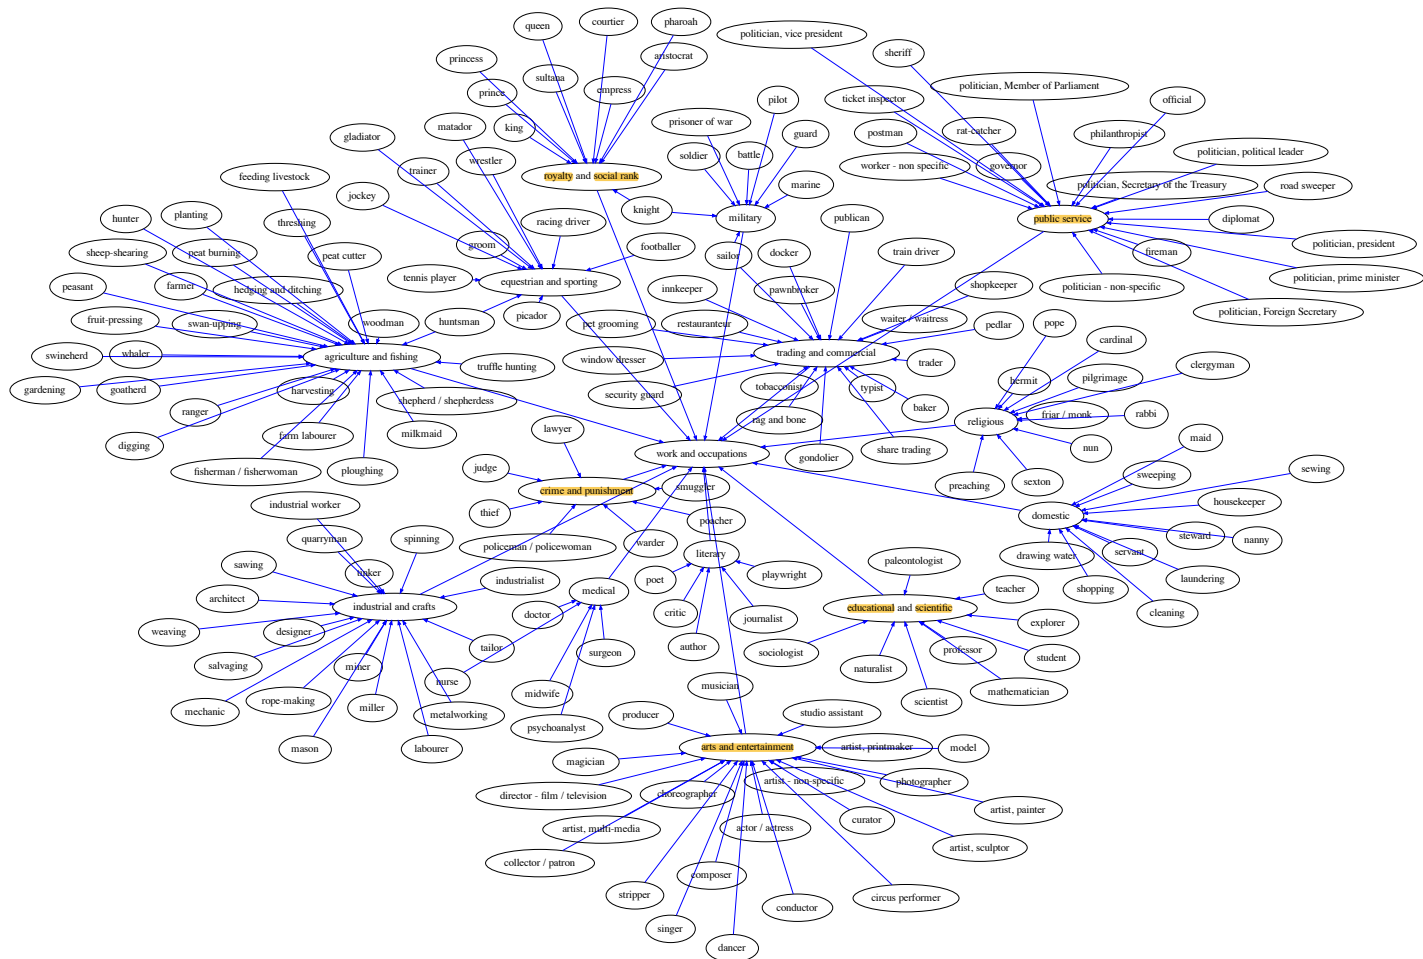 queen
courtier
pharoah
politician, vice president
sheriff
princess
sultana
aristocrat
prince
empress
pilot
ticket inspector
politician, Member of Parliament
official
gladiator
matador
king
prisoner of war
guard
postman
rat-catcher
philanthropist
wrestler
soldier
battle
worker - non specific
governor
politician, political leader
feeding livestock
trainer
royalty and social rank
marine
politician, Secretary of the Treasury
road sweeper
jockey
hunter
planting
threshing
racing driver
knight
military
publican
public service
diplomat
groom
footballer
sheep-shearing
peat burning
peat cutter
sailor
docker
train driver
fireman
politician, president
tennis player
equestrian and sporting
politician - non-specific
politician, prime minister
peasant
farmer
hedging and ditching
innkeeper
pawnbroker
shopkeeper
politician, Foreign Secretary
fruit-pressing
swan-upping
woodman
huntsman
picador
pet grooming
restauranteur
waiter / waitress
pedlar
pope
cardinal
swineherd
whaler
agriculture and fishing
truffle hunting
window dresser
trading and commercial
trader
clergyman
gardening
goatherd
harvesting
shepherd / shepherdess
security guard
tobacconist
typist
baker
hermit
pilgrimage
ranger
rag and bone
religious
friar / monk
rabbi
digging
farm labourer
milkmaid
lawyer
share trading
gondolier
nun
maid
fisherman / fisherwoman
ploughing
judge
work and occupations
preaching
sexton
sweeping
sewing
crime and punishment
smuggler
housekeeper
industrial worker
thief
poacher
domestic
quarryman
spinning
policeman / policewoman
warder
literary
drawing water
servant
steward
nanny
sawing
tinker
industrialist
poet
playwright
paleontologist
laundering
architect
industrial and crafts
medical
teacher
shopping
doctor
critic
journalist
educational and scientific
explorer
cleaning
weaving
designer
tailor
surgeon
author
sociologist
professor
student
salvaging
miner
nurse
naturalist
mathematician
rope-making
miller
midwife
musician
scientist
mechanic
metalworking
psychoanalyst
producer
studio assistant
mason
labourer
magician
arts and entertainment
artist, printmaker
model
director - film / television
choreographer
artist - non-specific
photographer
artist, painter
artist, multi-media
actor / actress
curator
artist, sculptor
collector / patron
composer
stripper
conductor
circus performer
singer
dancer